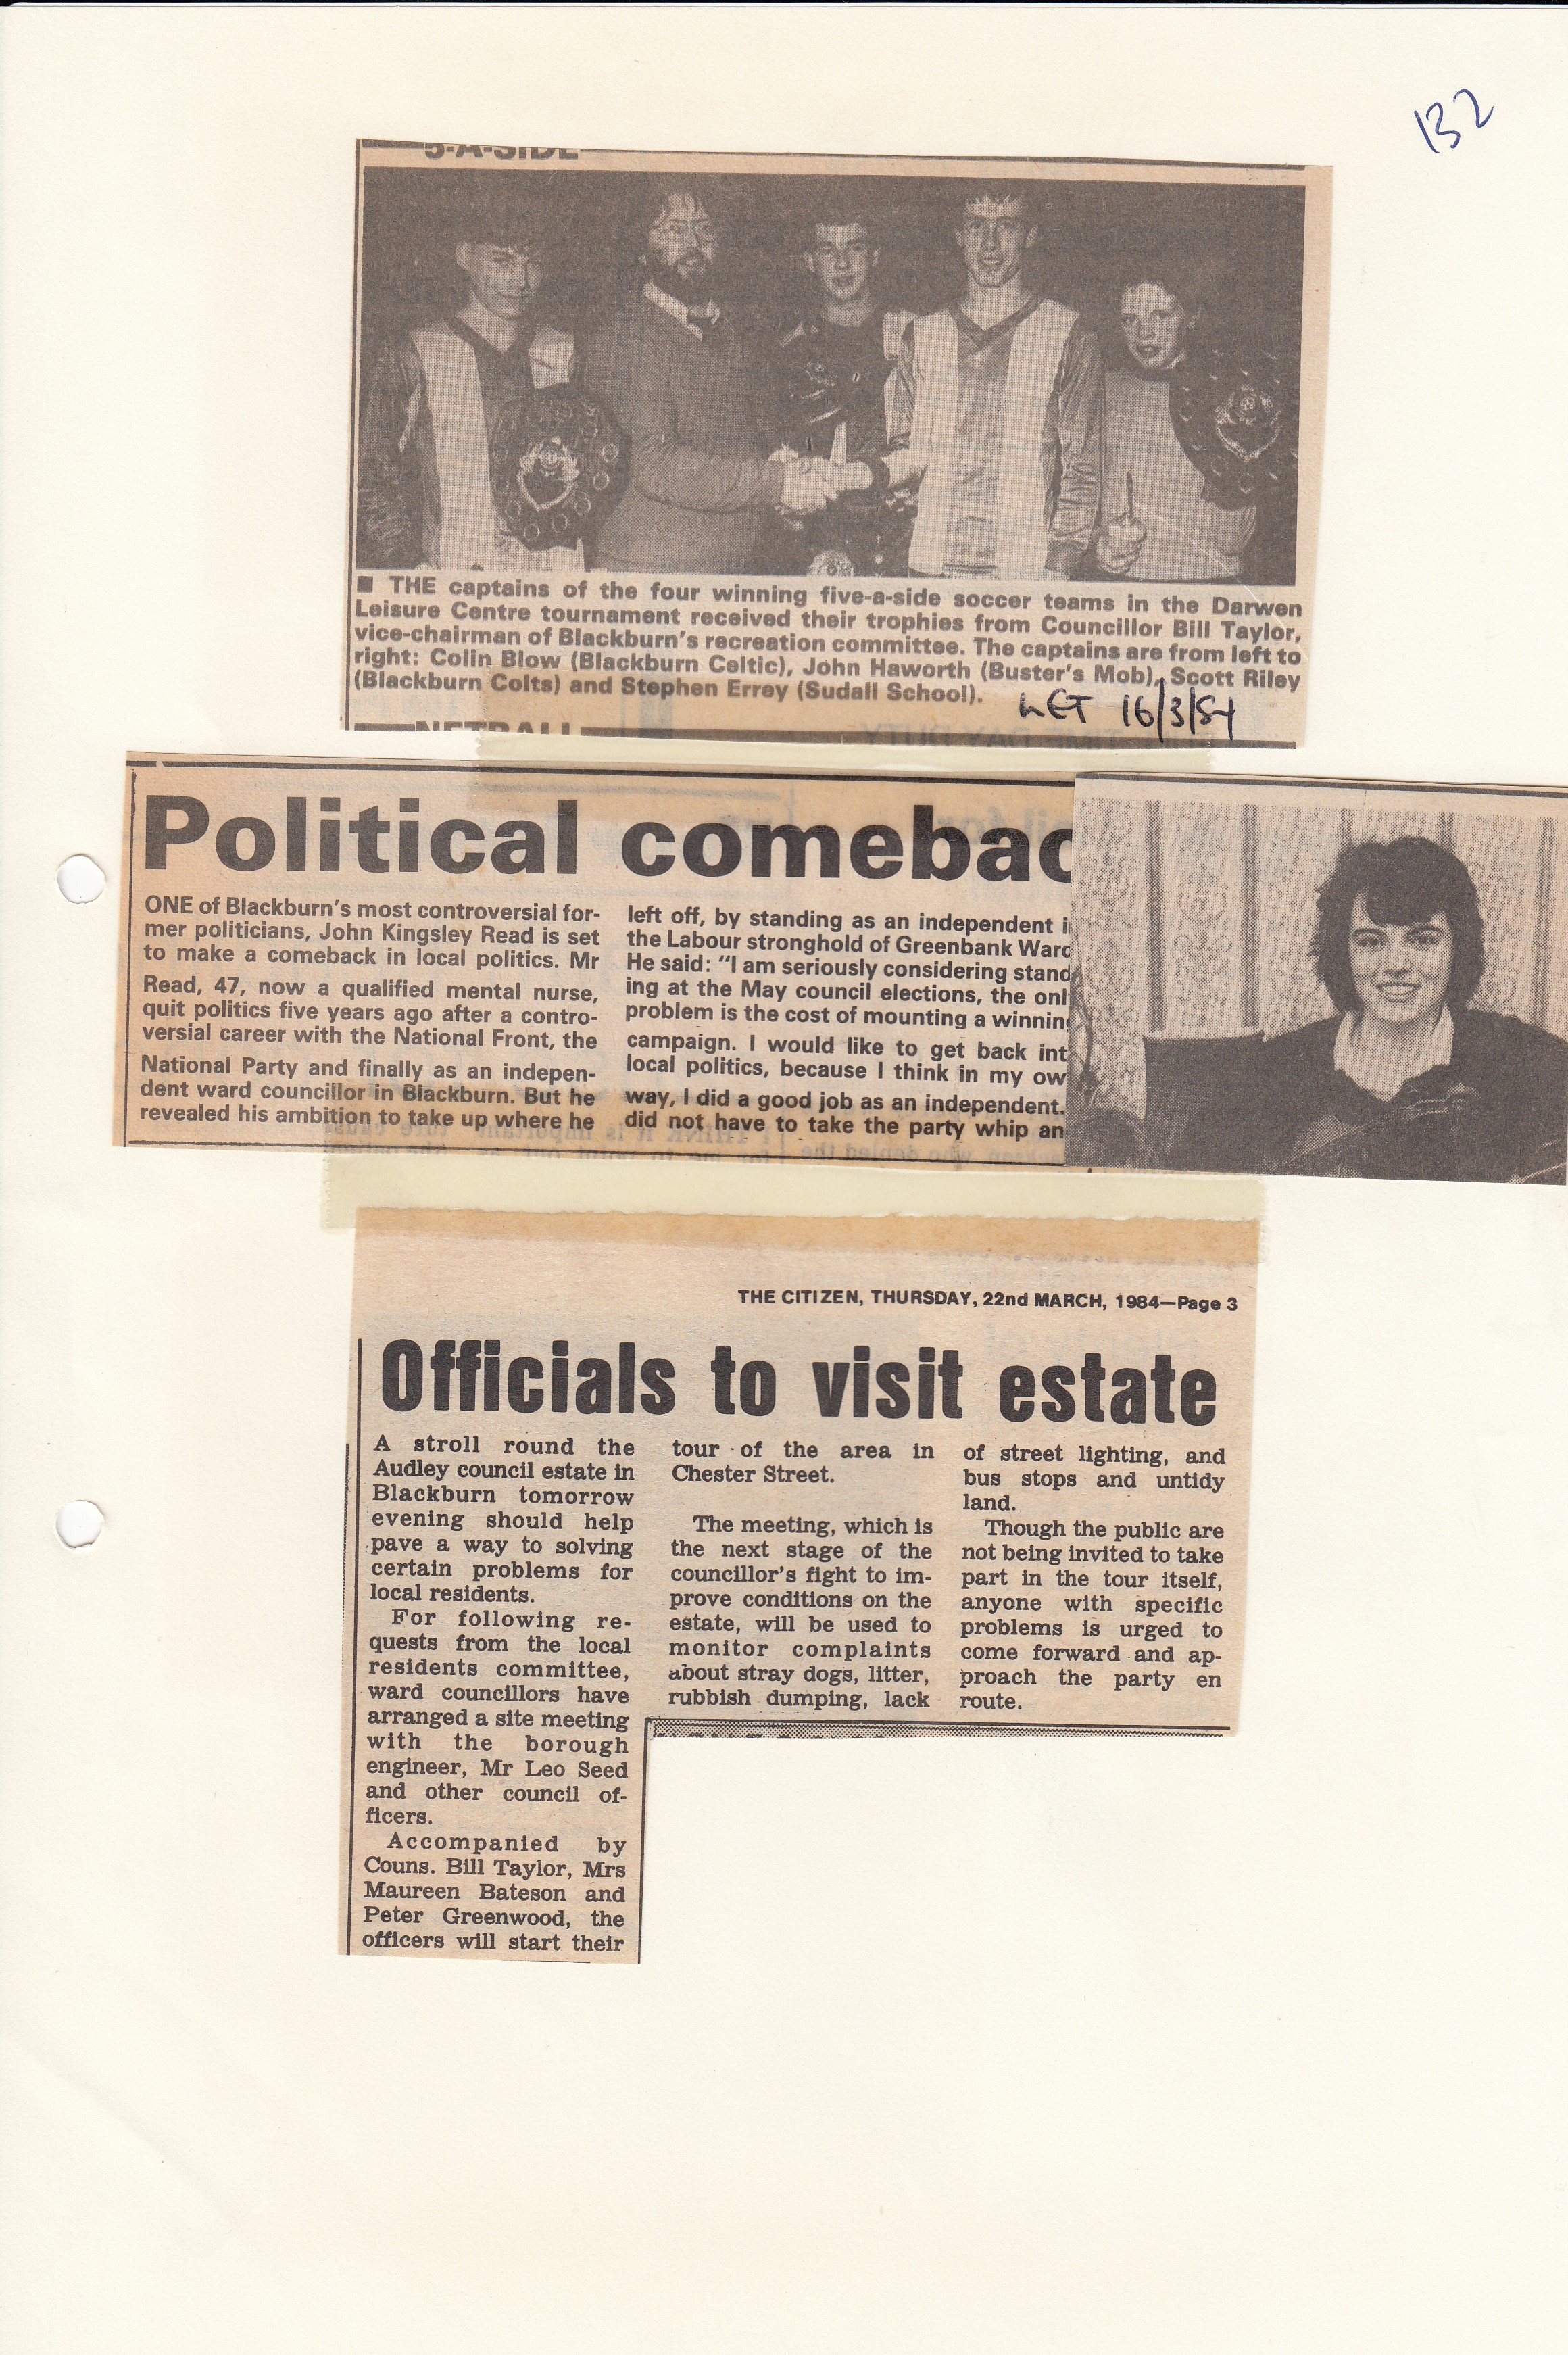 132
5-A-SIDE
■ THE captains of the four winning five-a-side soccer teams in the Darwen
Leisure Centre tournament received their trophies from Councillor Bill Taylor,
vice-chairman of Blackburn's recreation committee. The captains are from left to
right: Colin Blow (Blackburn Celtic), John Haworth (Buster's Mob), Scott Riley
(Blackburn Colts) and Stephen Errey (Sudall School).
LET 16/3/84
NETBALL
Political comebac
ONE of Blackburn's most controversial for-
mer politicians, John Kingsley Read is set
to make a comeback in local politics. Mr
Read, 47, now a qualified mental nurse,
quit politics five years ago after a contro-
versial career with the National Front, the
National Party and finally as an indepen-
dent ward councillor in Blackburn. But he
revealed his ambition to take up where he
left off, by standing as an independent i
the Labour stronghold of Greenbank Ward
He said: "I am seriously considering stand
ing at the May council elections, the onl
problem is the cost of mounting a winnin
campaign. I would like to get back int
local politics, because I think in my ow
way, I did a good job as an independent.
did not have to take the party whip an
THE CITIZEN, THURSDAY, 22nd MARCH, 1984—Page 3
Officials to visit estate
A stroll round the
Audley council estate in
Blackburn tomorrow
evening should help
pave a way to solving
certain problems for
local residents.
For following re-
quests from the local
residents committee,
ward councillors have
arranged a site meeting
with the borough
engineer, Mr Leo Seed
and other council of-
ficers.
Accompanied by
Couns. Bill Taylor, Mrs
Maureen Bateson and
Peter Greenwood, the
officers will start their
tour of the area in
Chester Street.
The meeting, which is
the next stage of the
councillor's fight to im-
prove conditions on the
estate, will be used to
monitor complaints
about stray dogs, litter,
rubbish dumping, lack
of street lighting, and
bus stops and untidy
land.
Though the public are
not being invited to take
part in the tour itself,
anyone with specific
problems is urged to
come forward and ap-
proach the party en
route.